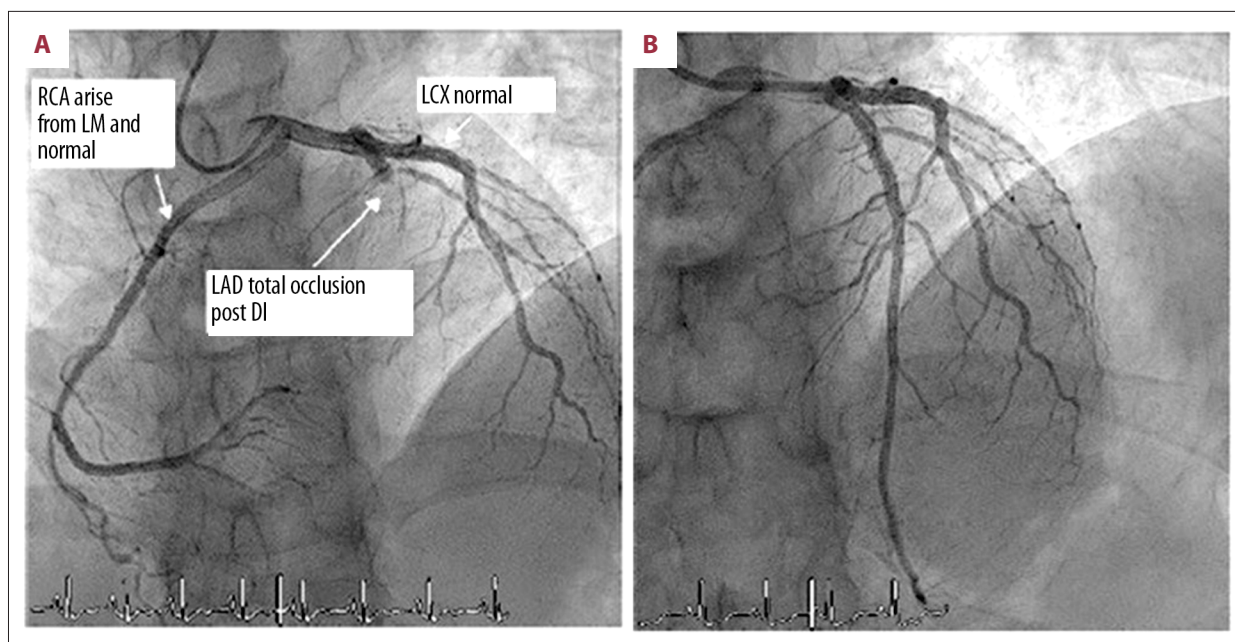 A
RCA arise
from LM and
normal
LCX normal
LAD total occlusion
post DI
B